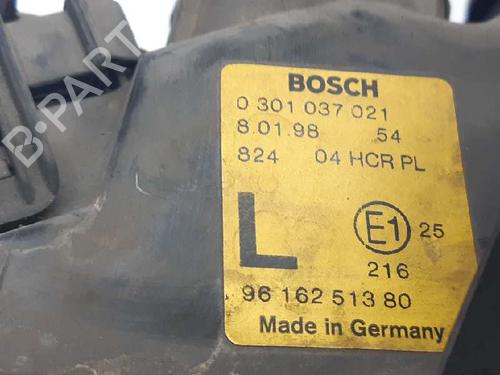 BOSCH
0 301 037 021
8.01.98 54
824 04 HCR PL
L E1 25
216
96 162 513 80
Made in Germany
B-PARTS